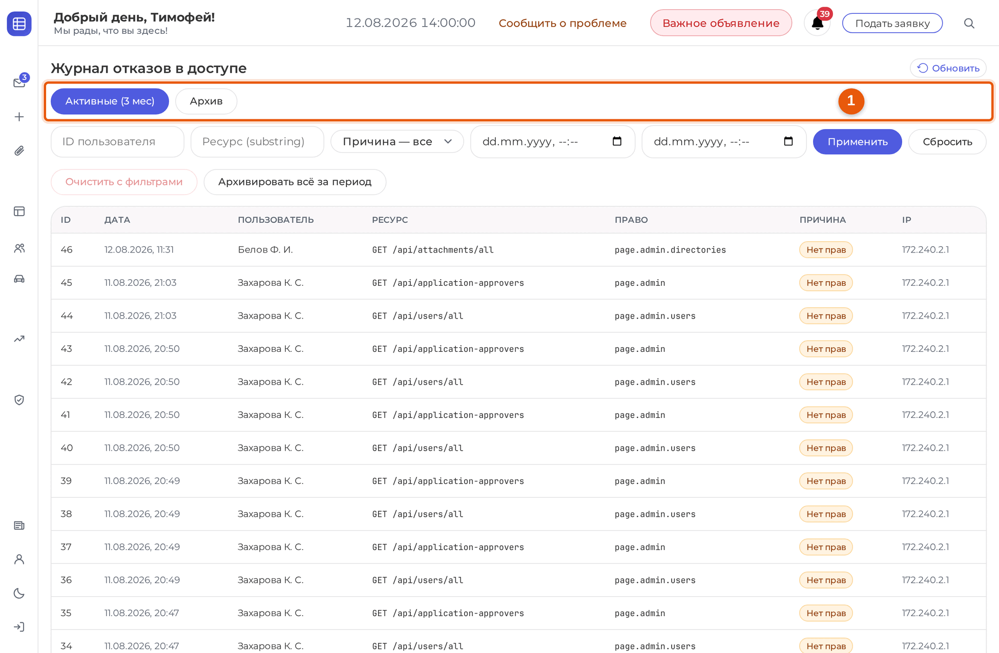 Добрый день, Тимофей!
Мы рады, что вы здесь!
12.08.2026 14:00:00
Сообщить о проблеме
Важное объявление
39
Подать заявку
3
Журнал отказов в доступе
Обновить
Активные (3 мес)
Архив
1
ID пользователя
Ресурс (substring)
Причина — все
dd.mm.yyyy, --:--
dd.mm.yyyy, --:--
Применить
Сбросить
Очистить с фильтрами
Архивировать всё за период
ID ДАТА ПОЛЬЗОВАТЕЛЬ РЕСУРС ПРАВО ПРИЧИНА IP
46 12.08.2026, 11:31 Белов Ф. И. GET /api/attachments/all page.admin.directories Нет прав 172.240.2.1
45 11.08.2026, 21:03 Захарова К. С. GET /api/application-approvers page.admin Нет прав 172.240.2.1
44 11.08.2026, 21:03 Захарова К. С. GET /api/users/all page.admin.users Нет прав 172.240.2.1
43 11.08.2026, 20:50 Захарова К. С. GET /api/application-approvers page.admin Нет прав 172.240.2.1
42 11.08.2026, 20:50 Захарова К. С. GET /api/users/all page.admin.users Нет прав 172.240.2.1
41 11.08.2026, 20:50 Захарова К. С. GET /api/application-approvers page.admin Нет прав 172.240.2.1
40 11.08.2026, 20:50 Захарова К. С. GET /api/users/all page.admin.users Нет прав 172.240.2.1
39 11.08.2026, 20:49 Захарова К. С. GET /api/application-approvers page.admin Нет прав 172.240.2.1
38 11.08.2026, 20:49 Захарова К. С. GET /api/users/all page.admin.users Нет прав 172.240.2.1
37 11.08.2026, 20:49 Захарова К. С. GET /api/application-approvers page.admin Нет прав 172.240.2.1
36 11.08.2026, 20:49 Захарова К. С. GET /api/users/all page.admin.users Нет прав 172.240.2.1
35 11.08.2026, 20:47 Захарова К. С. GET /api/application-approvers page.admin Нет прав 172.240.2.1
34 11.08.2026, 20:47 Захарова К. С. GET /api/users/all page.admin.users Нет прав 172.240.2.1